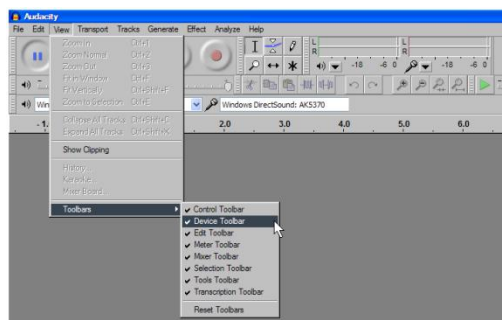 Audacity
File Edit View Transport Tracks Generate Effect Analyze Help
Zoom In Ctrl+1
Zoom Normal Ctrl+2
Zoom Out Ctrl+3
Fit in Window Ctrl+F
Fit Vertically Ctrl+Shift+F
Zoom to Selection Ctrl+E
Collapse All Tracks Ctrl+Shift+C
Expand All Tracks Ctrl+Shift+X
Show Clipping
History...
Karaoke...
Mixer Board...
Toolbars
L
R
-18 -6 0
L
R
-18 -6 0
Win
Windows DirectSound: AK5370
-1. 2.0 3.0 4.0 5.0 6.0
Control Toolbar
Device Toolbar
Edit Toolbar
Meter Toolbar
Mixer Toolbar
Selection Toolbar
Tools Toolbar
Transcription Toolbar
Reset Toolbars